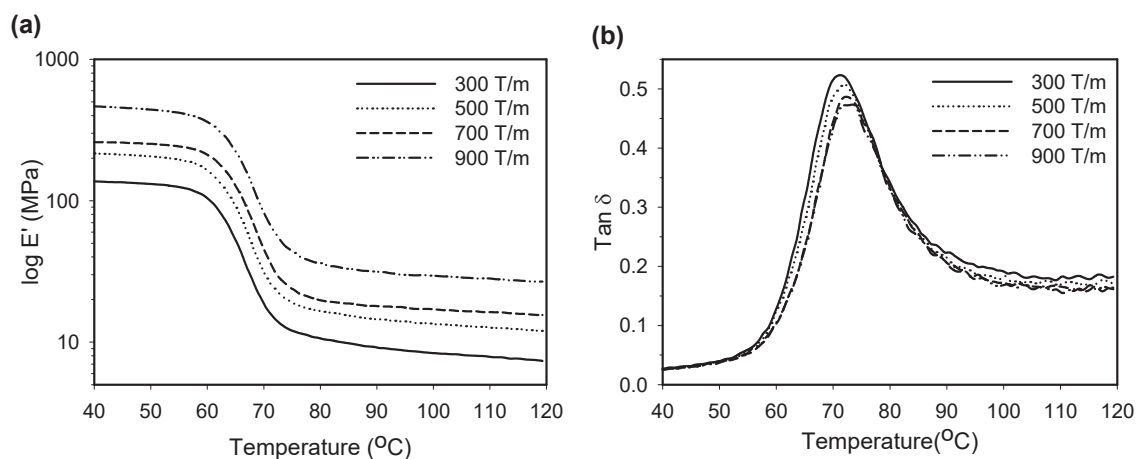 (a)
1000
100
10
log E' (MPa)
300 T/m
500 T/m
700 T/m
900 T/m
40 50 60 70 80 90 100 110 120
Temperature (ᴼC)
(b)
0.5
0.4
0.3
0.2
0.1
0.0
Tan δ
300 T/m
500 T/m
700 T/m
900 T/m
40 50 60 70 80 90 100 110 120
Temperature(ᴼC)